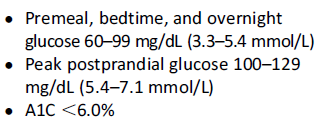 • Premeal, bedtime, and overnight
glucose 60–99 mg/dL (3.3–5.4 mmol/L)
• Peak postprandial glucose 100–129
mg/dL (5.4–7.1 mmol/L)
• A1C <6.0%